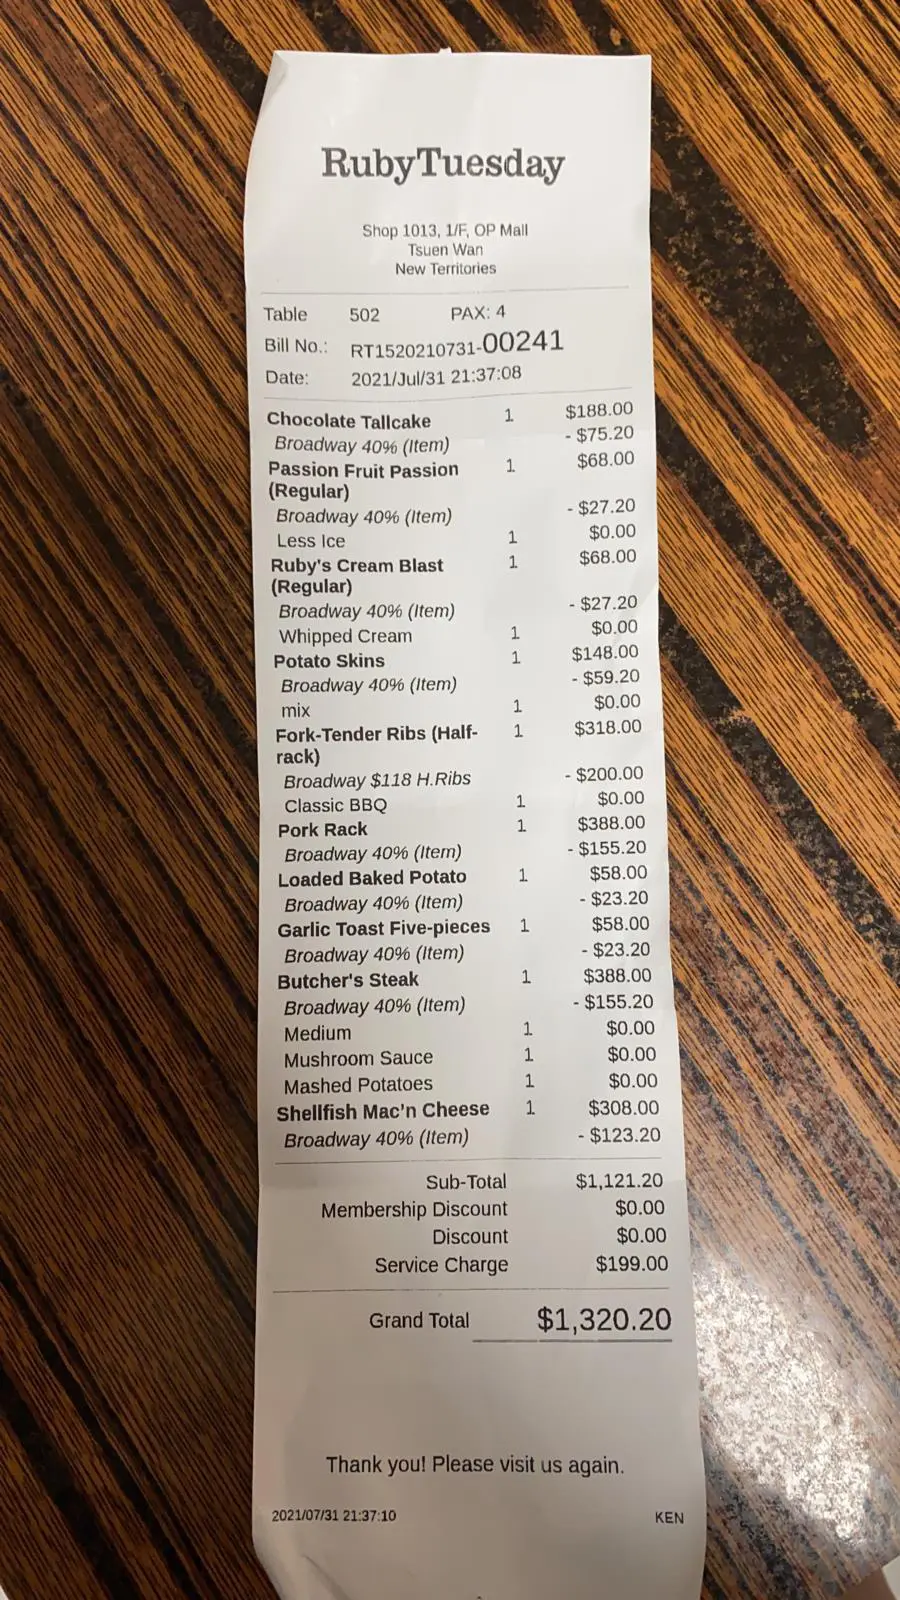 RubyTuesday
Shop 1013, 1/F, OP Mall
Tsuen Wan
New Territories
Table 502 PAX: 4
Bill No.: RT1520210731-00241
Date: 2021/Jul/31 21:37:08
Chocolate Tallcake 1 $188.00
Broadway 40% (Item) - $75.20
Passion Fruit Passion 1 $68.00
(Regular)
Broadway 40% (Item) - $27.20
Less Ice 1 $0.00
Ruby's Cream Blast 1 $68.00
(Regular)
Broadway 40% (Item) - $27.20
Whipped Cream 1 $0.00
Potato Skins 1 $148.00
Broadway 40% (Item) - $59.20
mix 1 $0.00
Fork-Tender Ribs (Half- 1 $318.00
rack)
Broadway $118 H.Ribs - $200.00
Classic BBQ 1 $0.00
Pork Rack 1 $388.00
Broadway 40% (Item) - $155.20
Loaded Baked Potato 1 $58.00
Broadway 40% (Item) - $23.20
Garlic Toast Five-pieces 1 $58.00
Broadway 40% (Item) - $23.20
Butcher's Steak 1 $388.00
Broadway 40% (Item) - $155.20
Medium 1 $0.00
Mushroom Sauce 1 $0.00
Mashed Potatoes 1 $0.00
Shellfish Mac'n Cheese 1 $308.00
Broadway 40% (Item) - $123.20
Sub-Total $1,121.20
Membership Discount $0.00
Discount $0.00
Service Charge $199.00
Grand Total $1,320.20
Thank you! Please visit us again.
2021/07/31 21:37:10 KEN